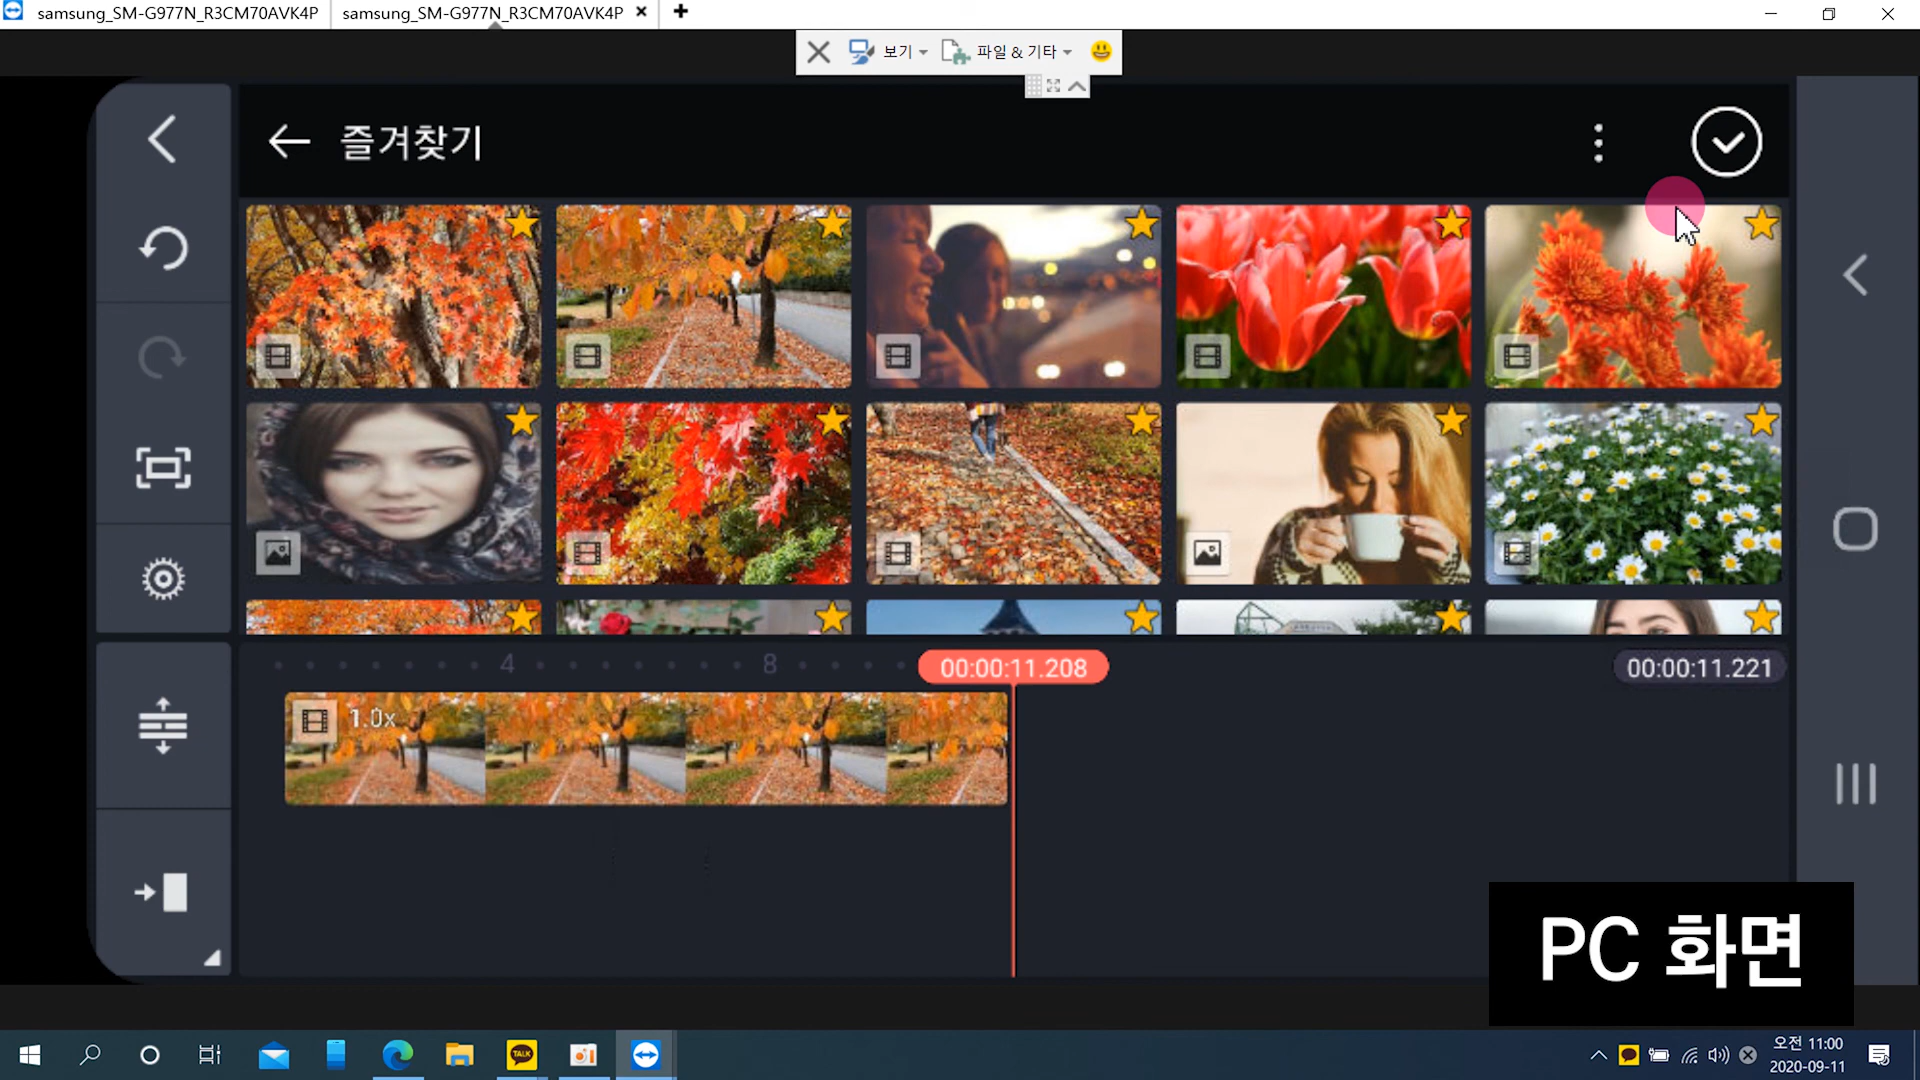 samsung_SM-G977N_R3CM70AVK4P
samsung_SM-G977N_R3CM70AVK4P
보기
파일 & 기타
즐겨찾기
4
8
00:00:11.208
00:00:11.221
1.0x
PC 화면
TALK
오전 11:00
2020-09-11